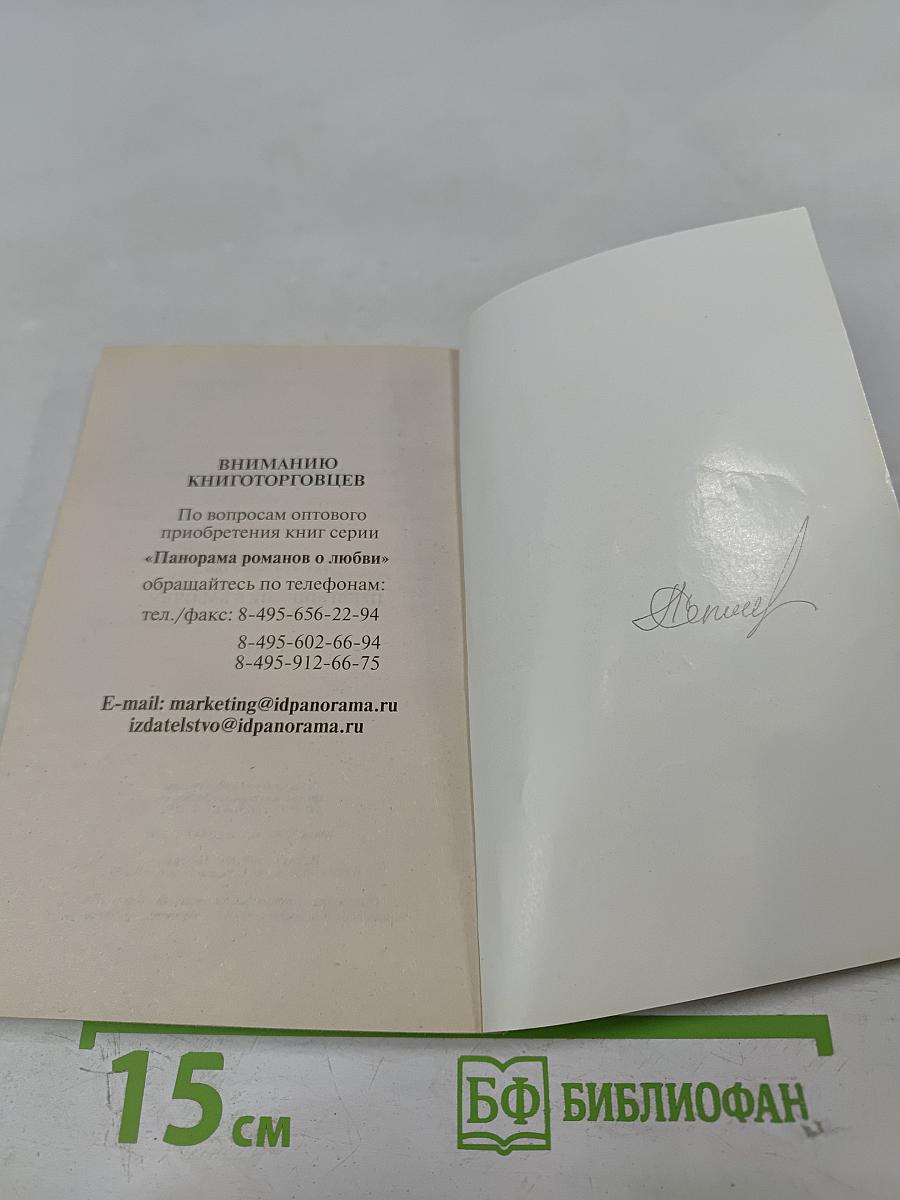 ВНИМАНИЮ
КНИГОТОРГОВЦЕВ
По вопросам оптового
приобретения книг серии
«Панорама романов о любви»
обращайтесь по телефонам:
тел./факс: 8-495-656-22-94
8-495-602-66-94
8-495-912-66-75
E-mail: marketing@idpanorama.ru
izdatelstvo@idpanorama.ru
15 см
БФ БИБЛИОФАН